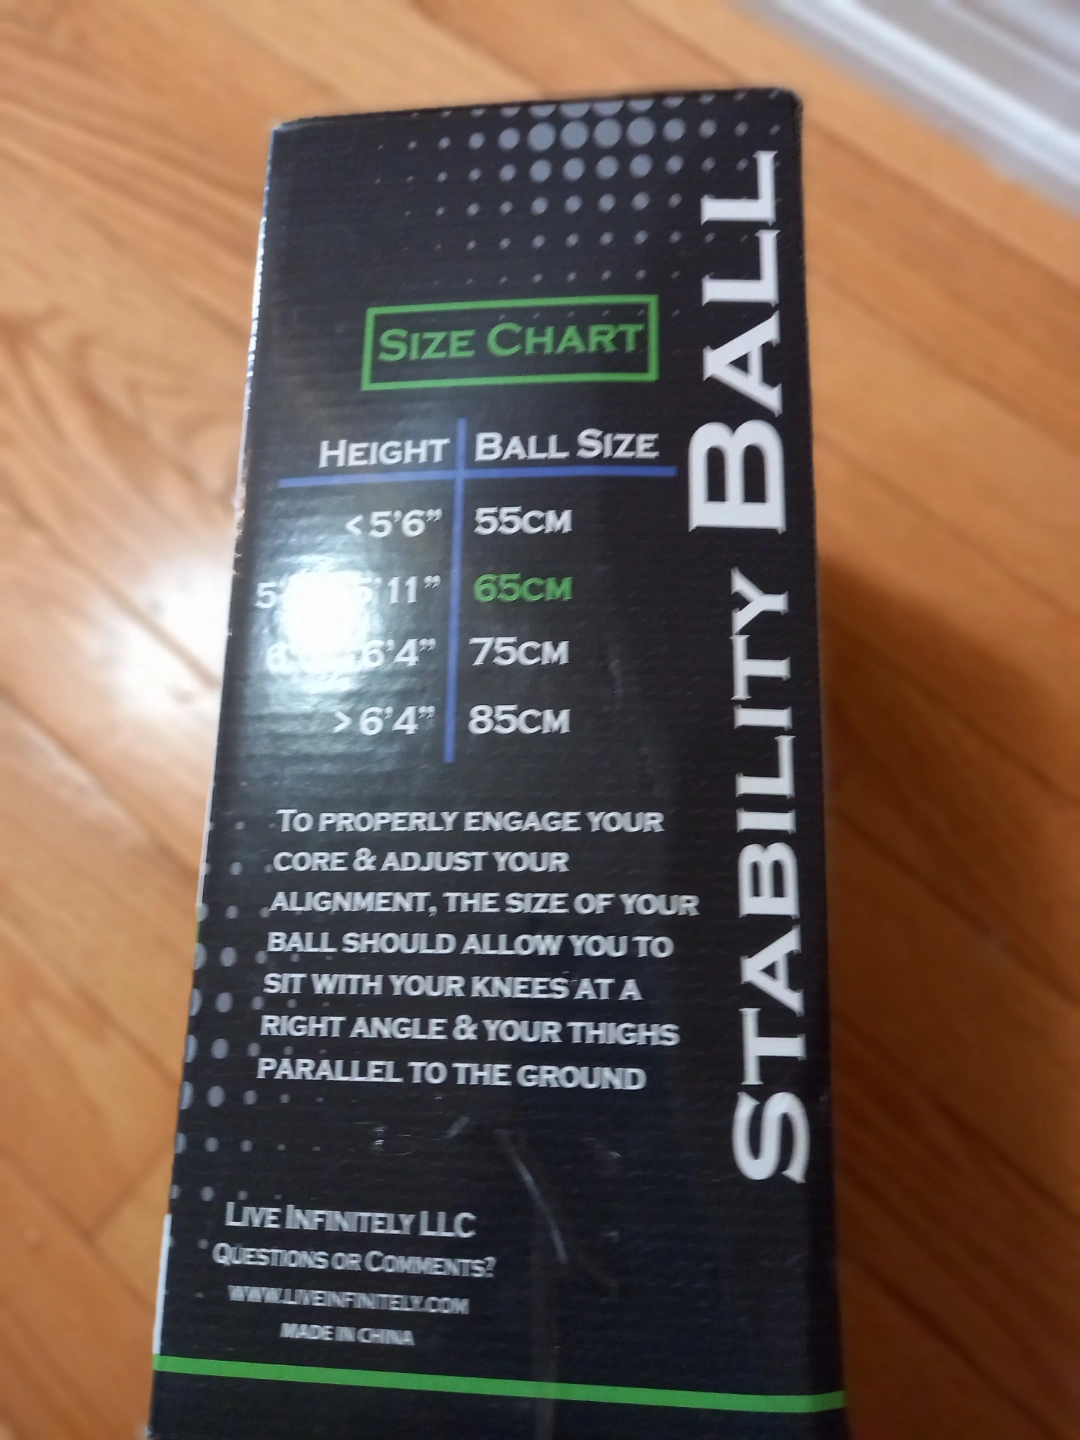 SIZE CHART
HEIGHT BALL SIZE
<5'6" 55CM
5'11" 65CM
6'4" 75CM
>6'4" 85CM
TO PROPERLY ENGAGE YOUR
CORE & ADJUST YOUR
ALIGNMENT, THE SIZE OF YOUR
BALL SHOULD ALLOW YOU TO
SIT WITH YOUR KNEES AT A
RIGHT ANGLE & YOUR THIGHS
PARALLEL TO THE GROUND
LIVE INFINITELY LLC
QUESTIONS OR COMMENTS?
WWW.LIVEINFINITELY.COM
MADE IN CHINA
STABILITY BALL